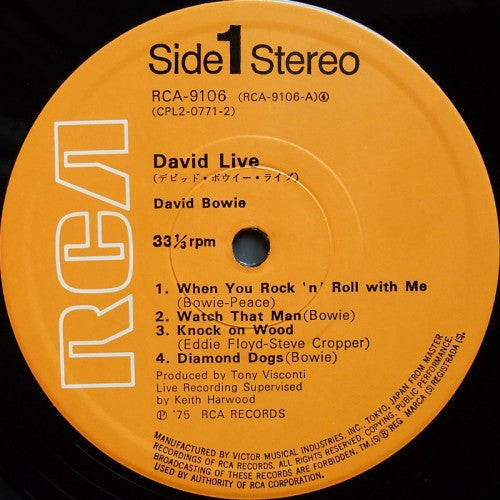 Side 1 Stereo
RCA-9106 (RCA-9106-A)④
(CPL2-0771-2)
David Live
(デビッド・ボウイー・ライブ)
David Bowie
33⅓ rpm
1. When You Rock 'n' Roll with Me
(Bowie-Peace)
2. Watch That Man (Bowie)
3. Knock on Wood
(Eddie Floyd-Steve Cropper)
4. Diamond Dogs (Bowie)
Produced by Tony Visconti
Live Recording Supervised
by Keith Harwood
℗ '75 RCA RECORDS
RCA
MANUFACTURED BY VICTOR MUSICAL INDUSTRIES, INC. TOKYO, JAPAN FROM MASTER
RECORDINGS OF RCA RECORDS. ALL RIGHTS RESERVED. COPYING, PUBLIC PERFORMANCE,
BROADCASTING OF THESE RECORDS ARE FORBIDDEN. TM.(S)® REG MARCA (S) REGISTRADA (S).
USED BY AUTHORITY OF RCA CORPORATION.